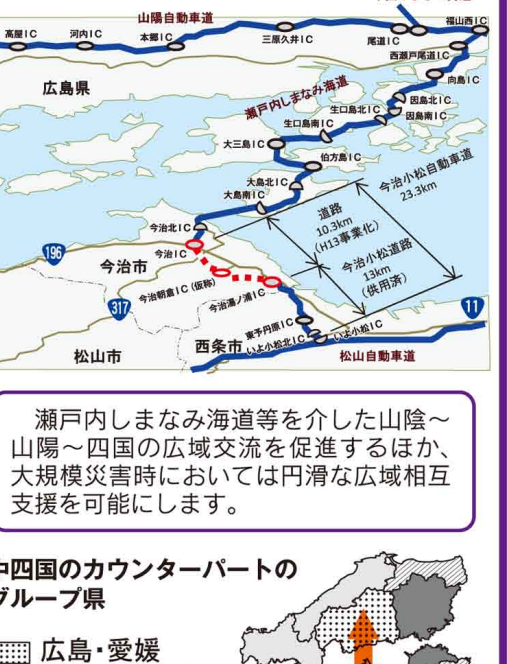 山陽自動車道
福山西IC
高屋IC
河内IC
本郷IC
三原久井IC
尾道IC
西瀬戸尾道IC
向島IC
広島県
瀬戸内しまなみ海道
因島北IC
生口島北IC
因島南IC
生口島南IC
大三島IC
伯方島IC
大島北IC
大島南IC
今治小松自動車道
23.3km
道路
10.3km
(H13事業化)
今治小松道路
13km
(供用済)
今治北IC
今治IC
196
今治市
今治朝倉IC(仮称)
今治湯ノ浦IC
317
11
東予丹原IC
いよ小松北IC
いよ小松IC
西条市
松山市
松山自動車道
瀬戸内しまなみ海道等を介した山陰～
山陽～四国の広域交流を促進するほか、
大規模災害時においては円滑な広域相互
支援を可能にします。
中四国のカウンターパートの
グループ県
広島・愛媛